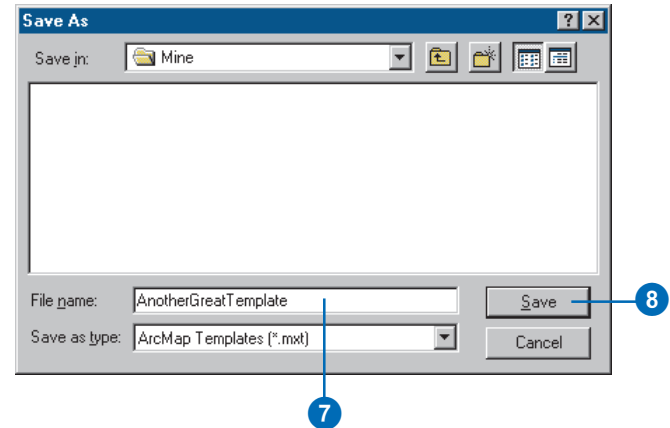 Save As
Save in: Mine
File name: AnotherGreatTemplate Save
Save as type: ArcMap Templates (*.mxt) Cancel
8
7